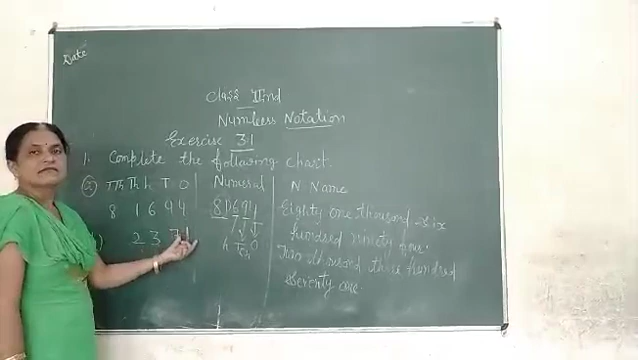 Date
Class IInd
Numbers Notation
Exercise 31
1. Complete the following chart.
TTh Th h T O Numeral N Name
8 1 6 9 4 81694 Eighty one thousand six
hundred ninety four.
h Ten O
2 3 7 1 Two thousand three hundred
Seventy one